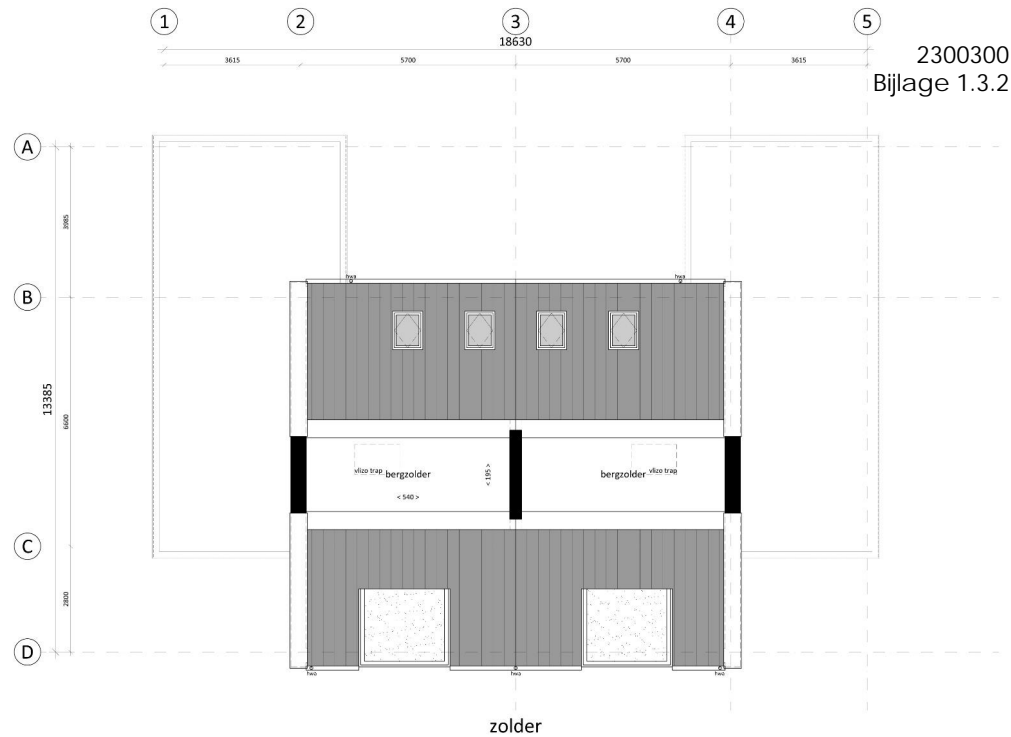 1 2 3 4 5
18630
3615 5700 5700 3615
2300300
Bijlage 1.3.2
A
3985
hwa hwa
B
13385
6600
vlizo trap bergzolder < 195 > bergzolder vlizo trap
< 540 >
C
2800
D
hwa hwa hwa
zolder